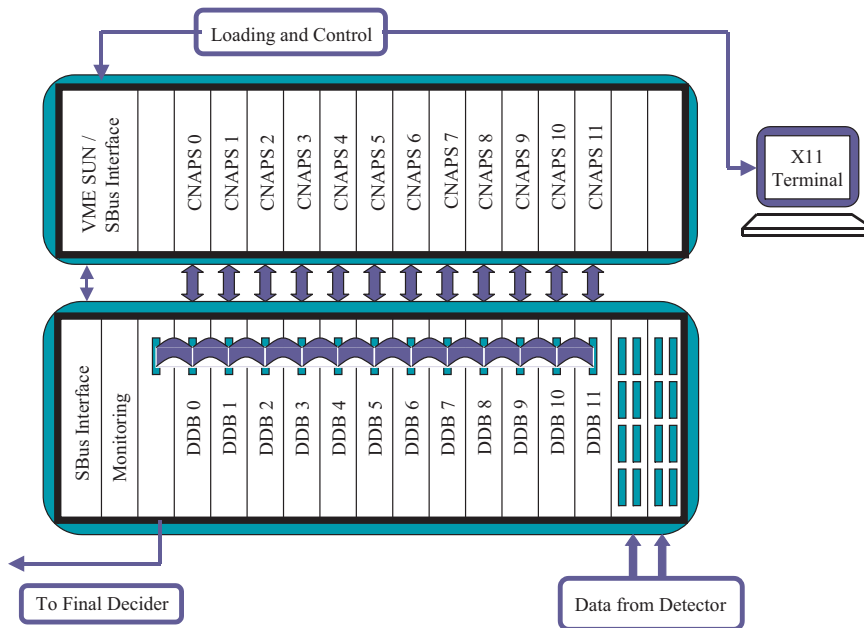 Loading and Control
VME SUN /
SBus Interface
CNAPS 0
CNAPS 1
CNAPS 2
CNAPS 3
CNAPS 4
CNAPS 5
CNAPS 6
CNAPS 7
CNAPS 8
CNAPS 9
CNAPS 10
CNAPS 11
X11
Terminal
SBus Interface
Monitoring
DDB 0
DDB 1
DDB 2
DDB 3
DDB 4
DDB 5
DDB 6
DDB 7
DDB 8
DDB 9
DDB 10
DDB 11
To Final Decider
Data from Detector